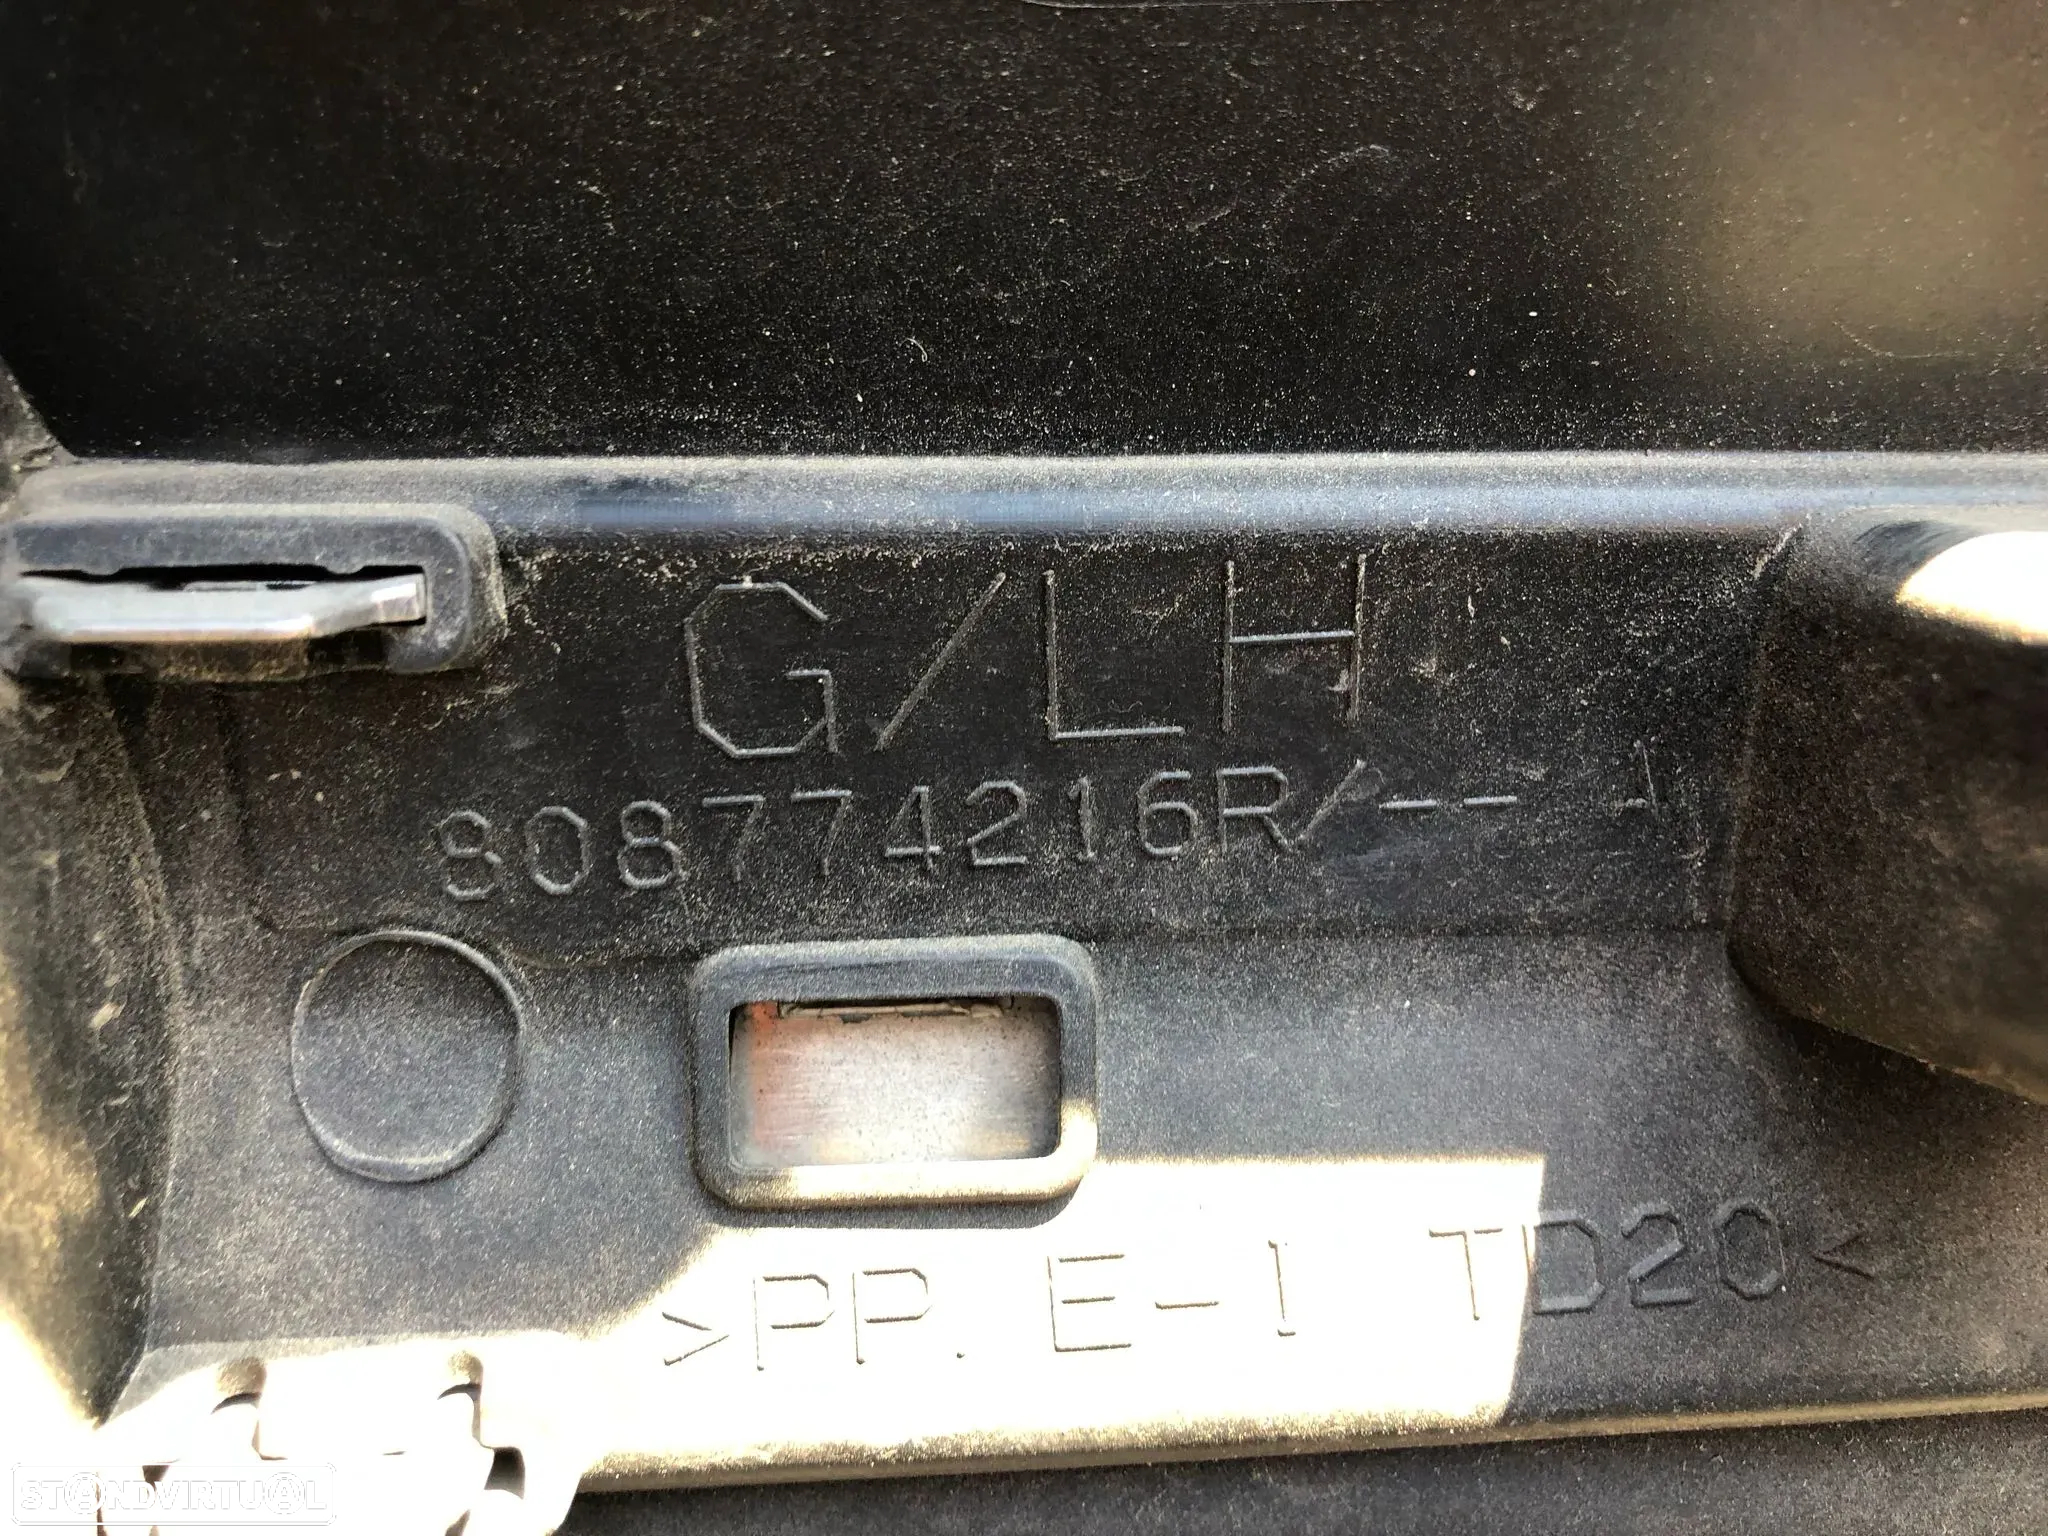 G/LH
808774216R/---A
>PP.E-I TD20<
STANDVIRTUAL